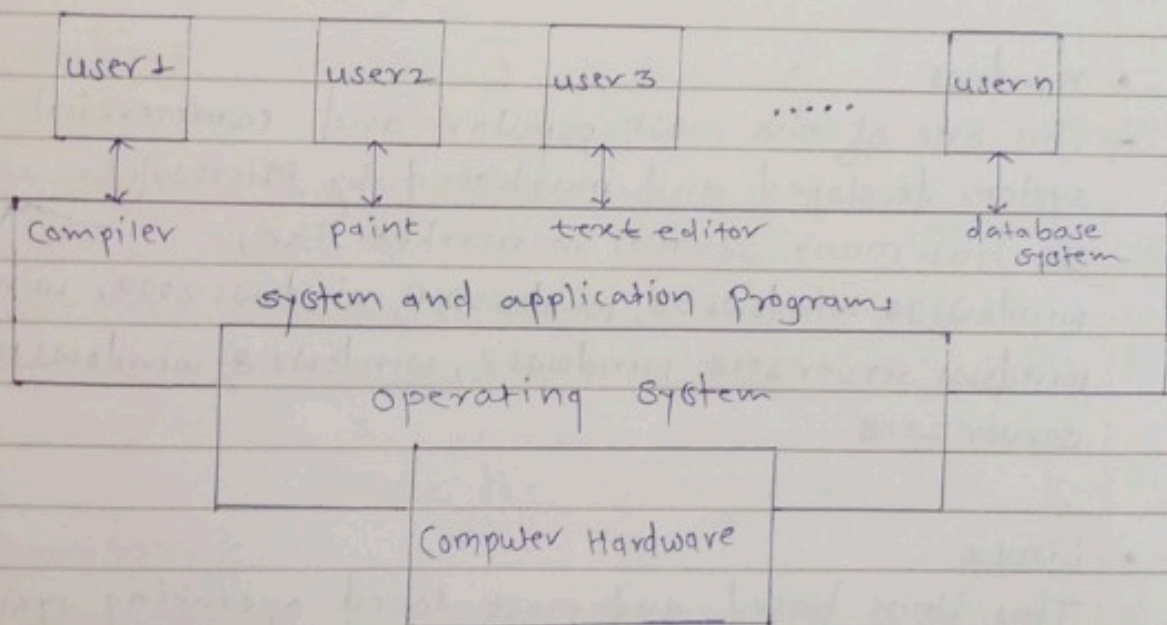 user1 user2 user3 ..... user n
Compiler paint text editor database
system
system and application programs
operating system
Computer Hardware